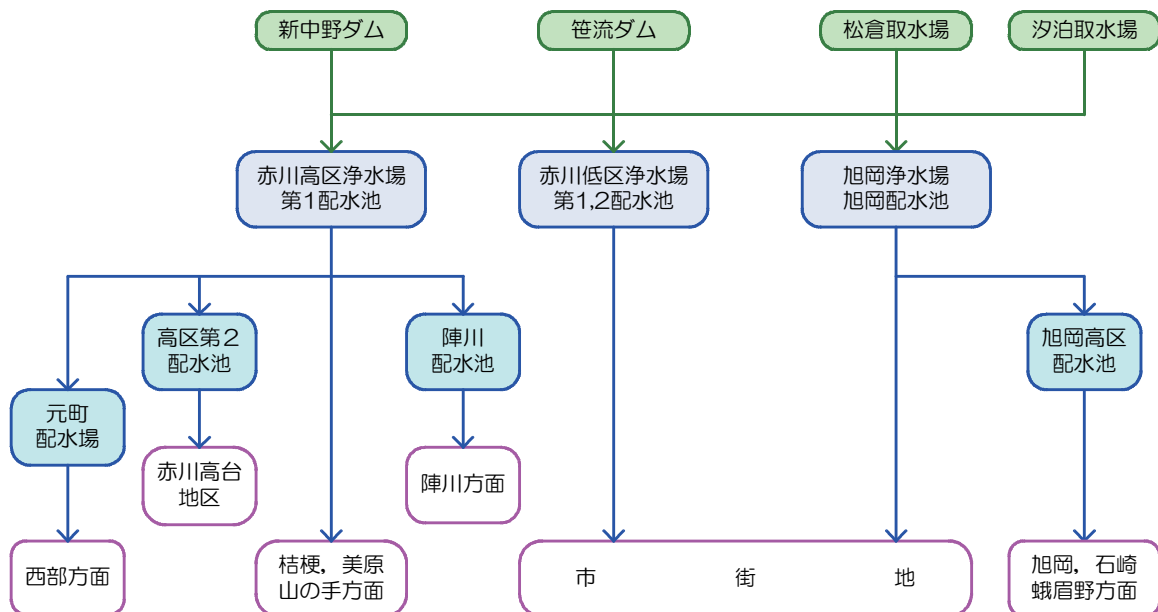 新中野ダム
笹流ダム
松倉取水場
汐泊取水場
赤川高区浄水場
第1配水池
赤川低区浄水場
第1,2配水池
旭岡浄水場
旭岡配水池
高区第2
配水池
陣川
配水池
旭岡高区
配水池
元町
配水場
赤川高台
地区
陣川方面
西部方面
桔梗，美原
山の手方面
市 街 地
旭岡，石崎
蛾眉野方面